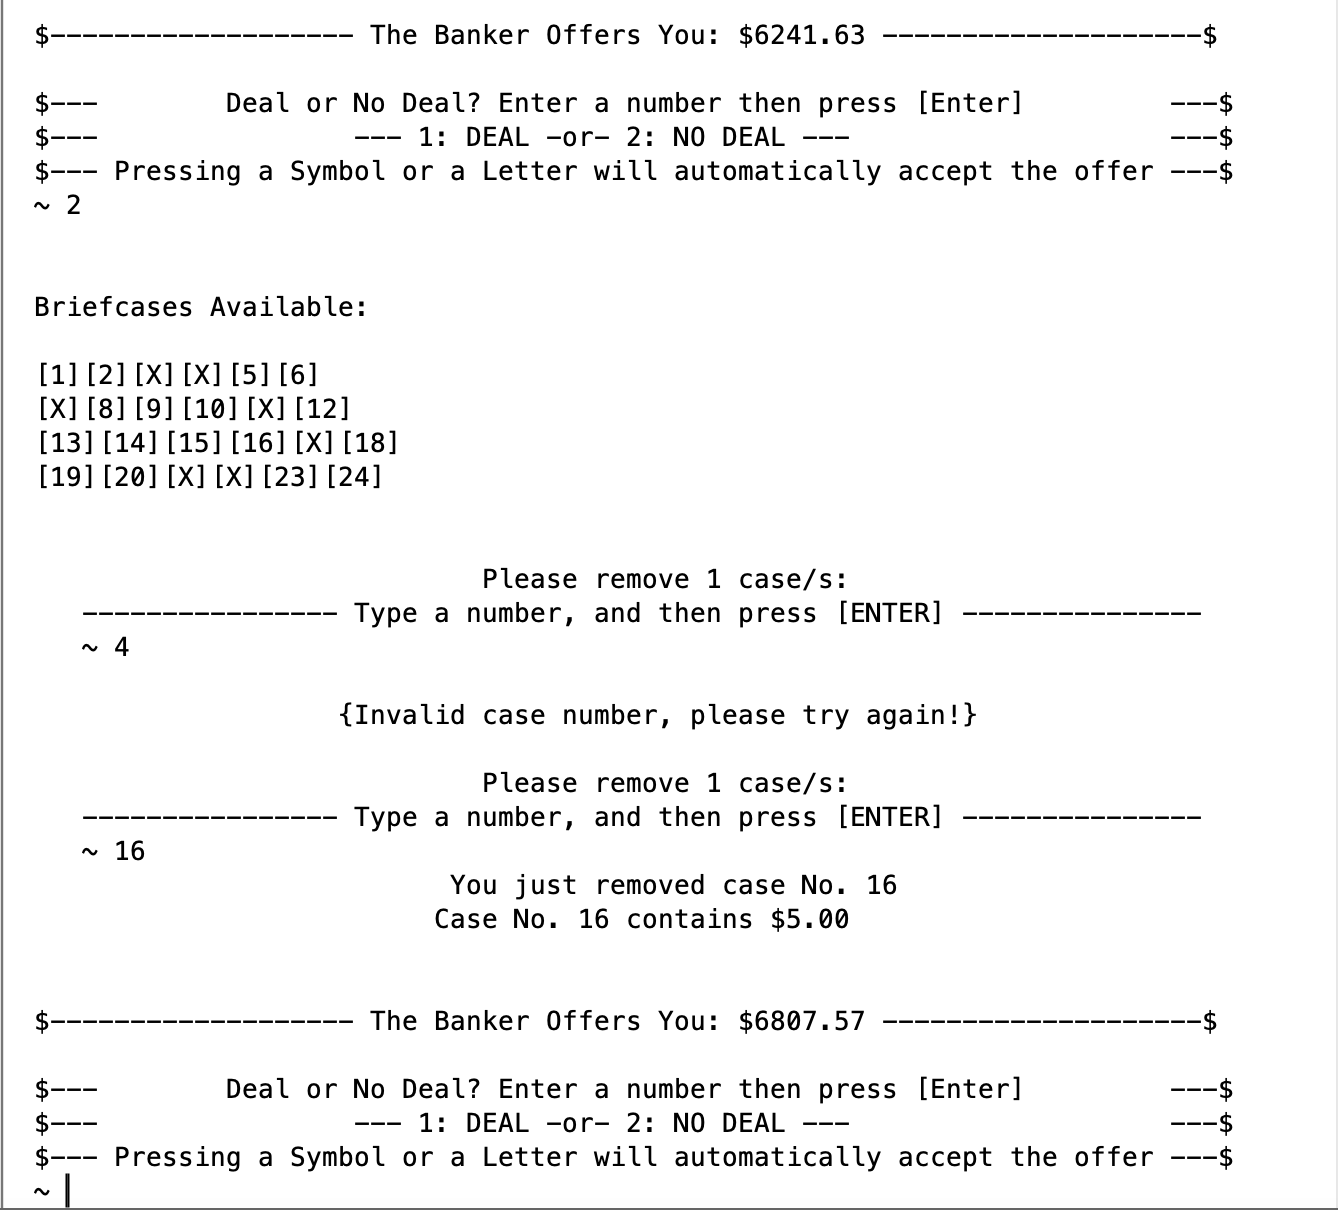 $------------------- The Banker Offers You: $6241.63 --------------------$
$---        Deal or No Deal? Enter a number then press [Enter]         ---$
$---                --- 1: DEAL -or- 2: NO DEAL ---                    ---$
$--- Pressing a Symbol or a Letter will automatically accept the offer ---$
~ 2
Briefcases Available:
[1][2][X][X][5][6]
[X][8][9][10][X][12]
[13][14][15][16][X][18]
[19][20][X][X][23][24]
Please remove 1 case/s:
---------------- Type a number, and then press [ENTER] ---------------
~ 4
{Invalid case number, please try again!}
Please remove 1 case/s:
---------------- Type a number, and then press [ENTER] ---------------
~ 16
You just removed case No. 16
Case No. 16 contains $5.00
$------------------- The Banker Offers You: $6807.57 --------------------$
$---        Deal or No Deal? Enter a number then press [Enter]         ---$
$---                --- 1: DEAL -or- 2: NO DEAL ---                    ---$
$--- Pressing a Symbol or a Letter will automatically accept the offer ---$
~